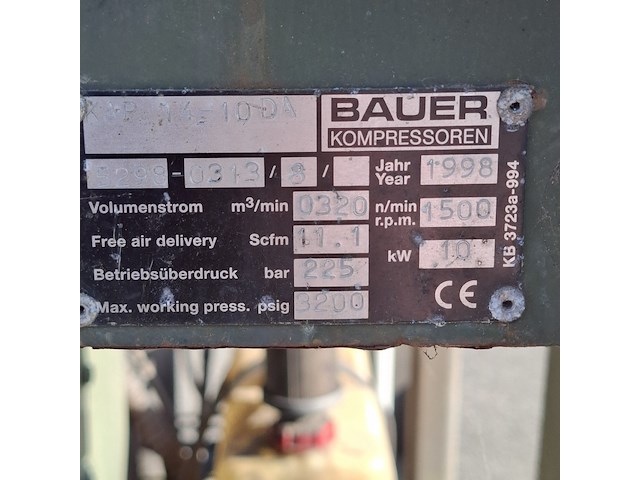 BAUER
KOMPRESSOREN
-0313/S/
Jahr 1998
Year
Volumenstrom m³/min 0320
n/min 1500
r.p.m.
Free air delivery Scfm 11.1
kW 10
Betriebsüberdruck bar 225
Max. working press. psig 3200
CE
KB 3723a-994